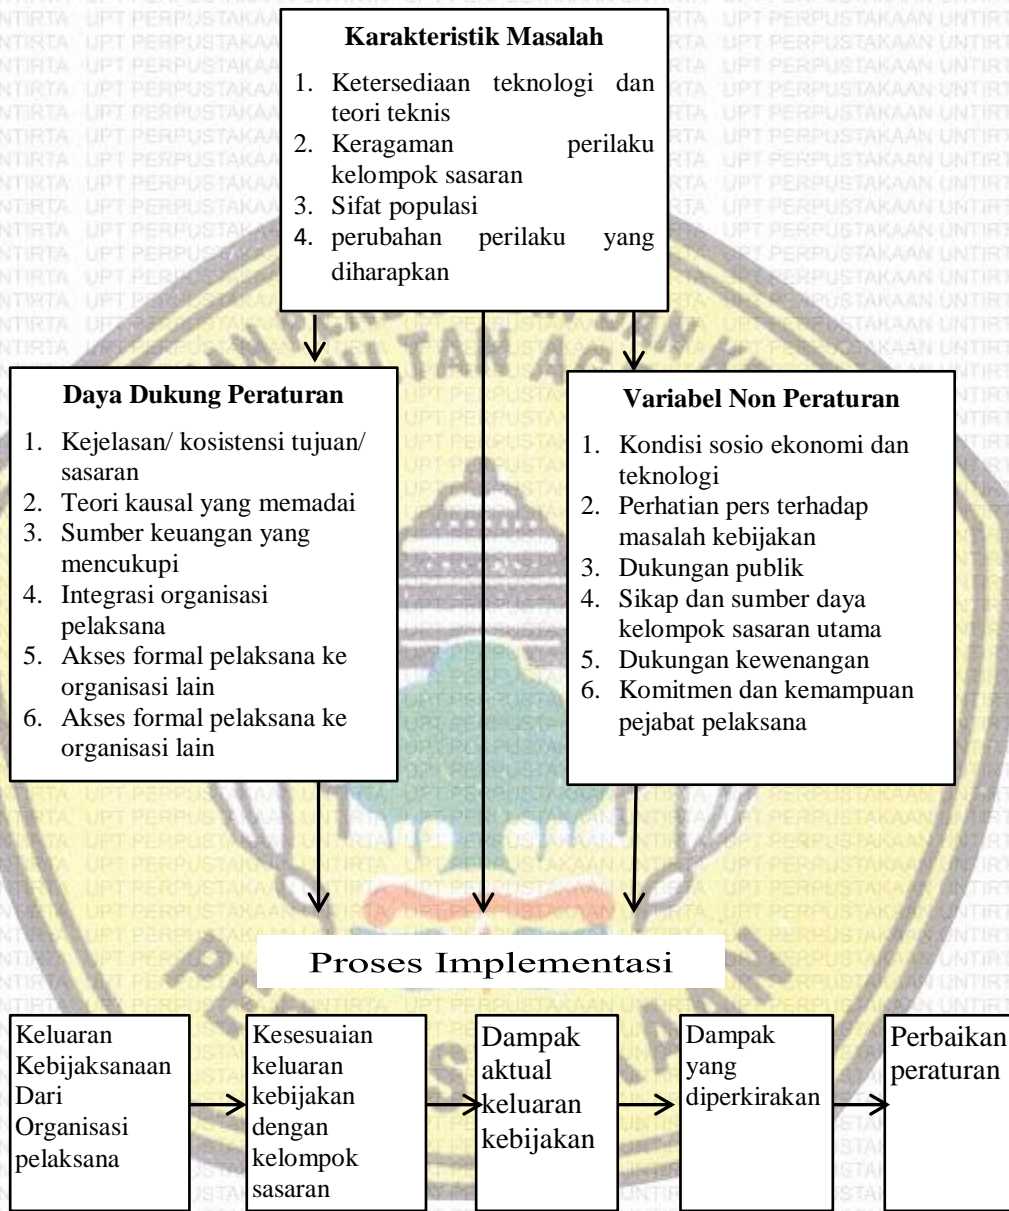 Karakteristik Masalah
1. Ketersediaan teknologi dan
teori teknis
2. Keragaman perilaku
kelompok sasaran
3. Sifat populasi
4. perubahan perilaku yang
diharapkan
Daya Dukung Peraturan
1. Kejelasan/ kosistensi tujuan/
sasaran
2. Teori kausal yang memadai
3. Sumber keuangan yang
mencukupi
4. Integrasi organisasi
pelaksana
5. Akses formal pelaksana ke
organisasi lain
6. Akses formal pelaksana ke
organisasi lain
Variabel Non Peraturan
1. Kondisi sosio ekonomi dan
teknologi
2. Perhatian pers terhadap
masalah kebijakan
3. Dukungan publik
4. Sikap dan sumber daya
kelompok sasaran utama
5. Dukungan kewenangan
6. Komitmen dan kemampuan
pejabat pelaksana
Proses Implementasi
Keluaran
Kebijaksanaan
Dari
Organisasi
pelaksana
Kesesuaian
keluaran
kebijakan
dengan
kelompok
sasaran
Dampak
aktual
keluaran
kebijakan
Dampak
yang
diperkirakan
Perbaikan
peraturan
UPT PERPUSTAKAAN UNTIRTA